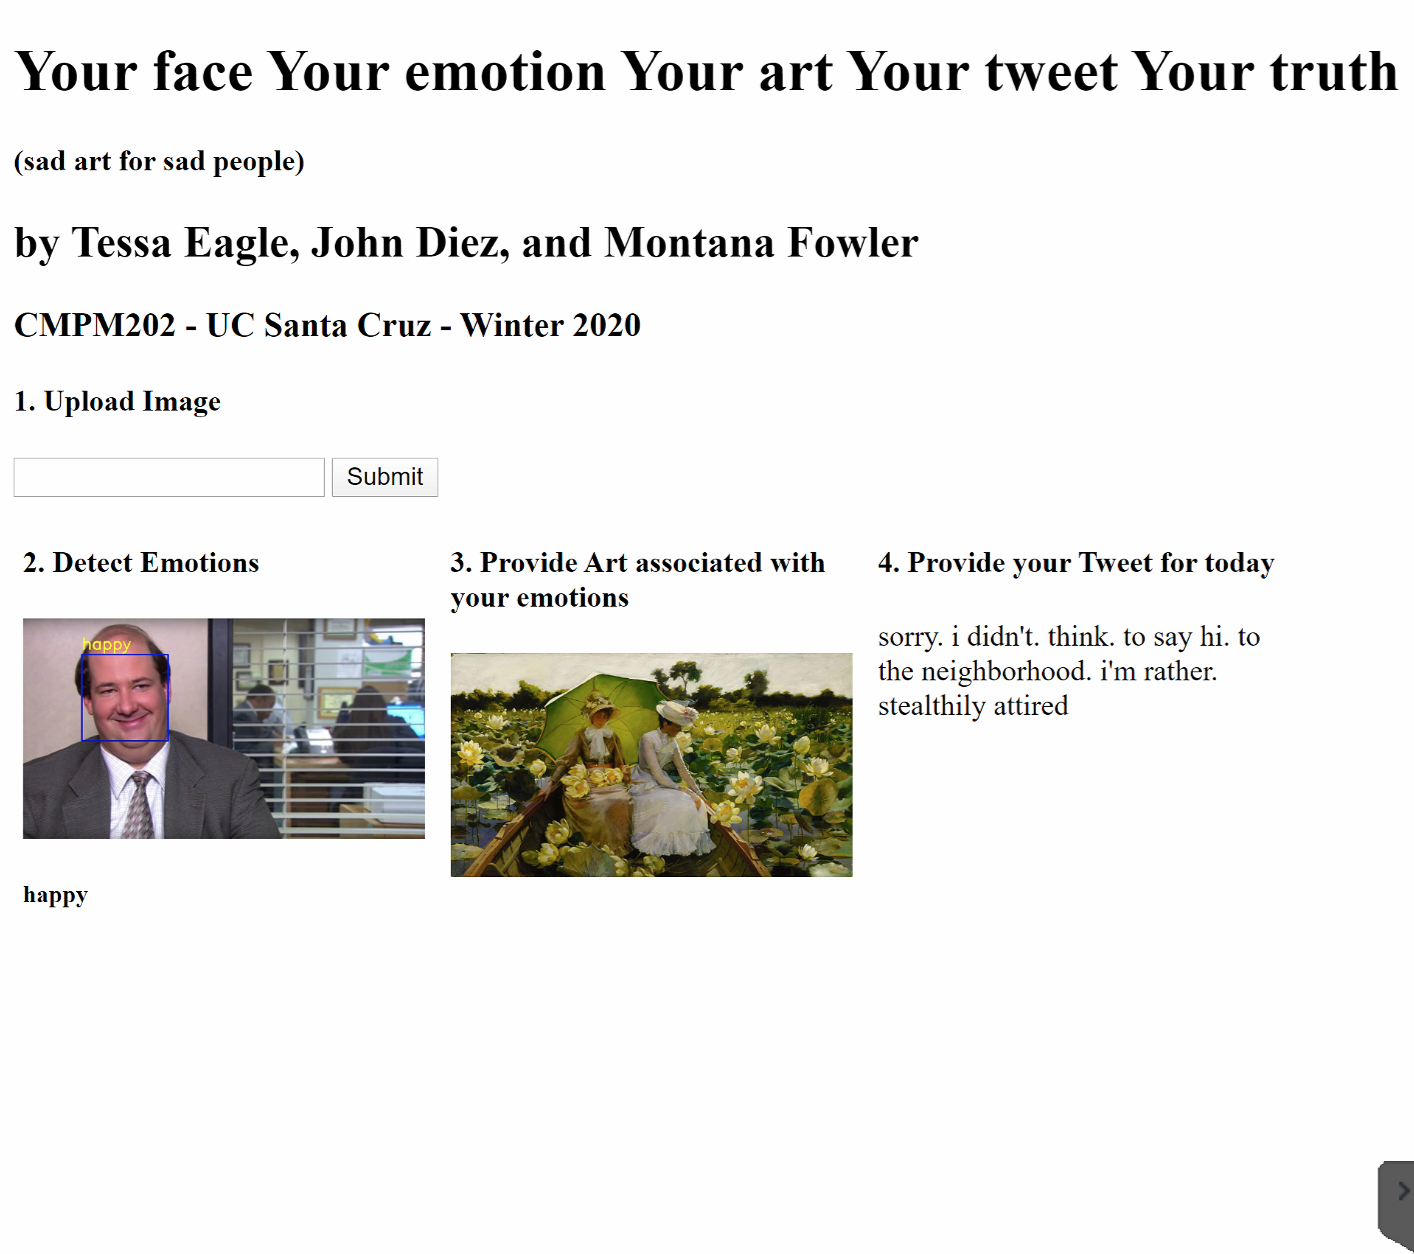 Your face Your emotion Your art Your tweet Your truth
(sad art for sad people)
by Tessa Eagle, John Diez, and Montana Fowler
CMPM202 - UC Santa Cruz - Winter 2020
1. Upload Image
Submit
2. Detect Emotions
happy
happy
3. Provide Art associated with
your emotions
4. Provide your Tweet for today
sorry. i didn't. think. to say hi. to
the neighborhood. i'm rather.
stealthily attired